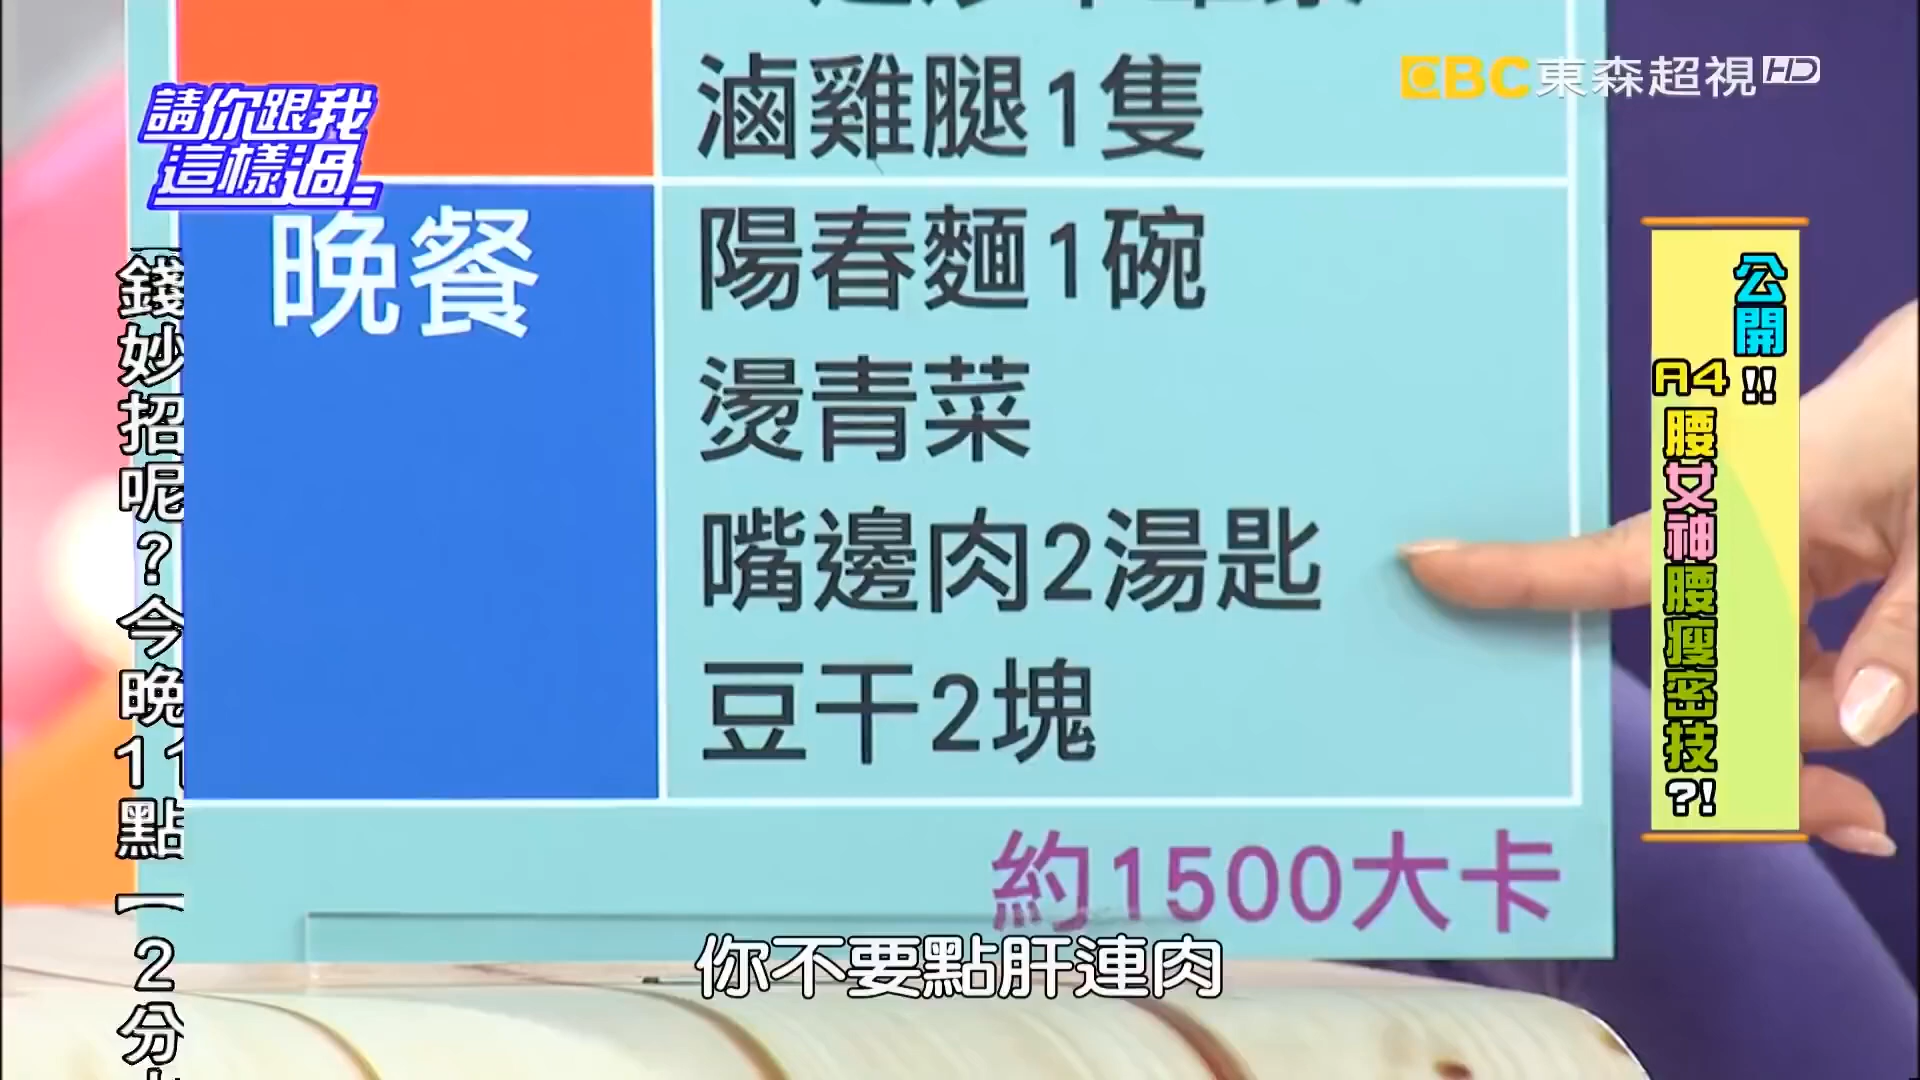 滷雞腿1隻
EBC東森超視HD
請你跟我
這樣過
晚餐
陽春麵1碗
燙青菜
嘴邊肉2湯匙
豆干2塊
約1500大卡
公開!!
A4腰女神腰瘦密技?!
錢妙招呢?今晚11點【2分
你不要點肝連肉